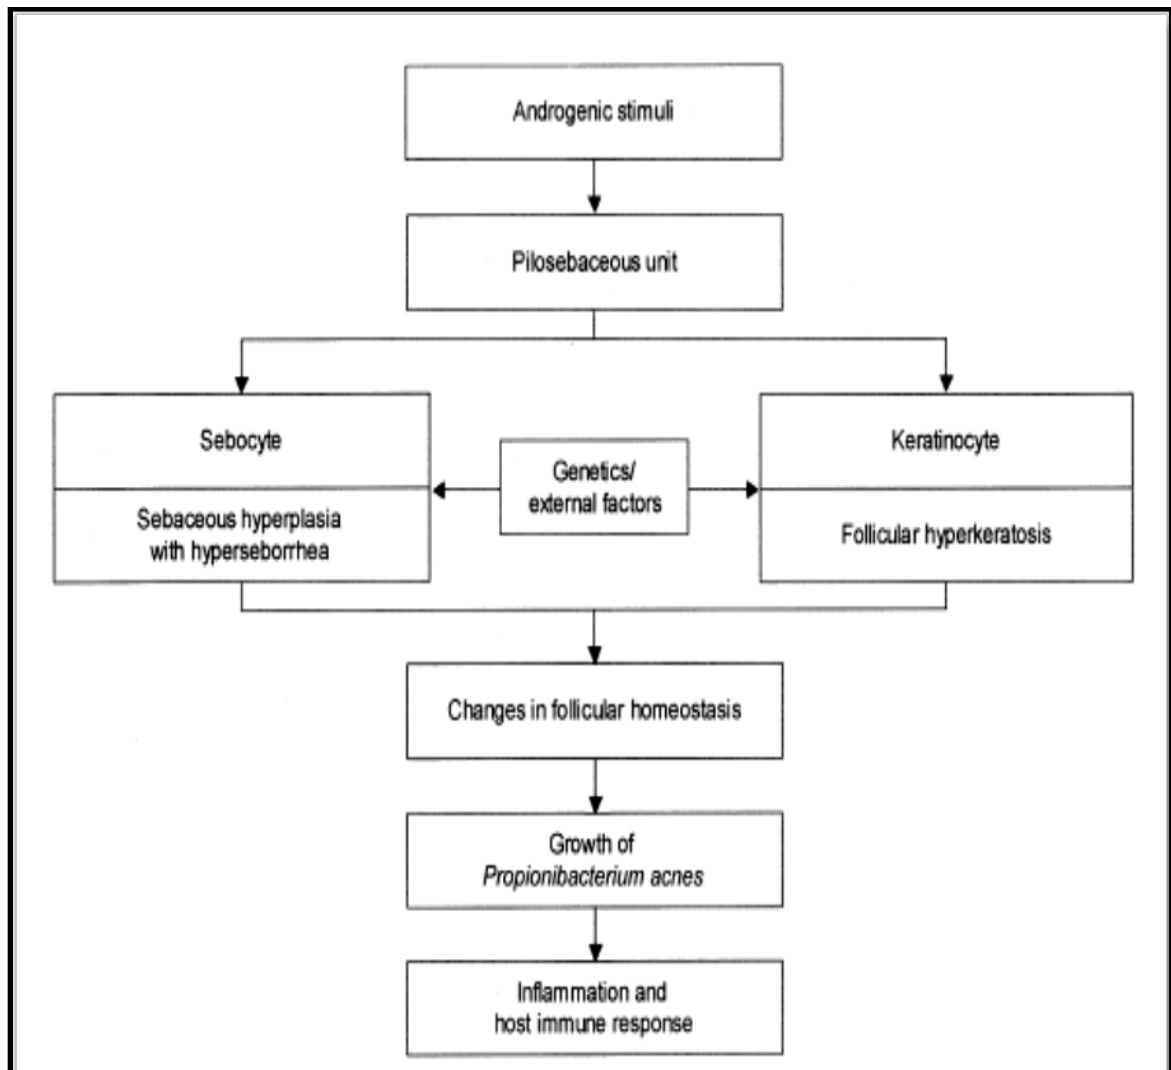 Androgenic stimuli
Pilosebaceous unit
Sebocyte
Sebaceous hyperplasia
with hyperseborrhea
Genetics/
external factors
Keratinocyte
Follicular hyperkeratosis
Changes in follicular homeostasis
Growth of
Propionibacterium acnes
Inflammation and
host immune response